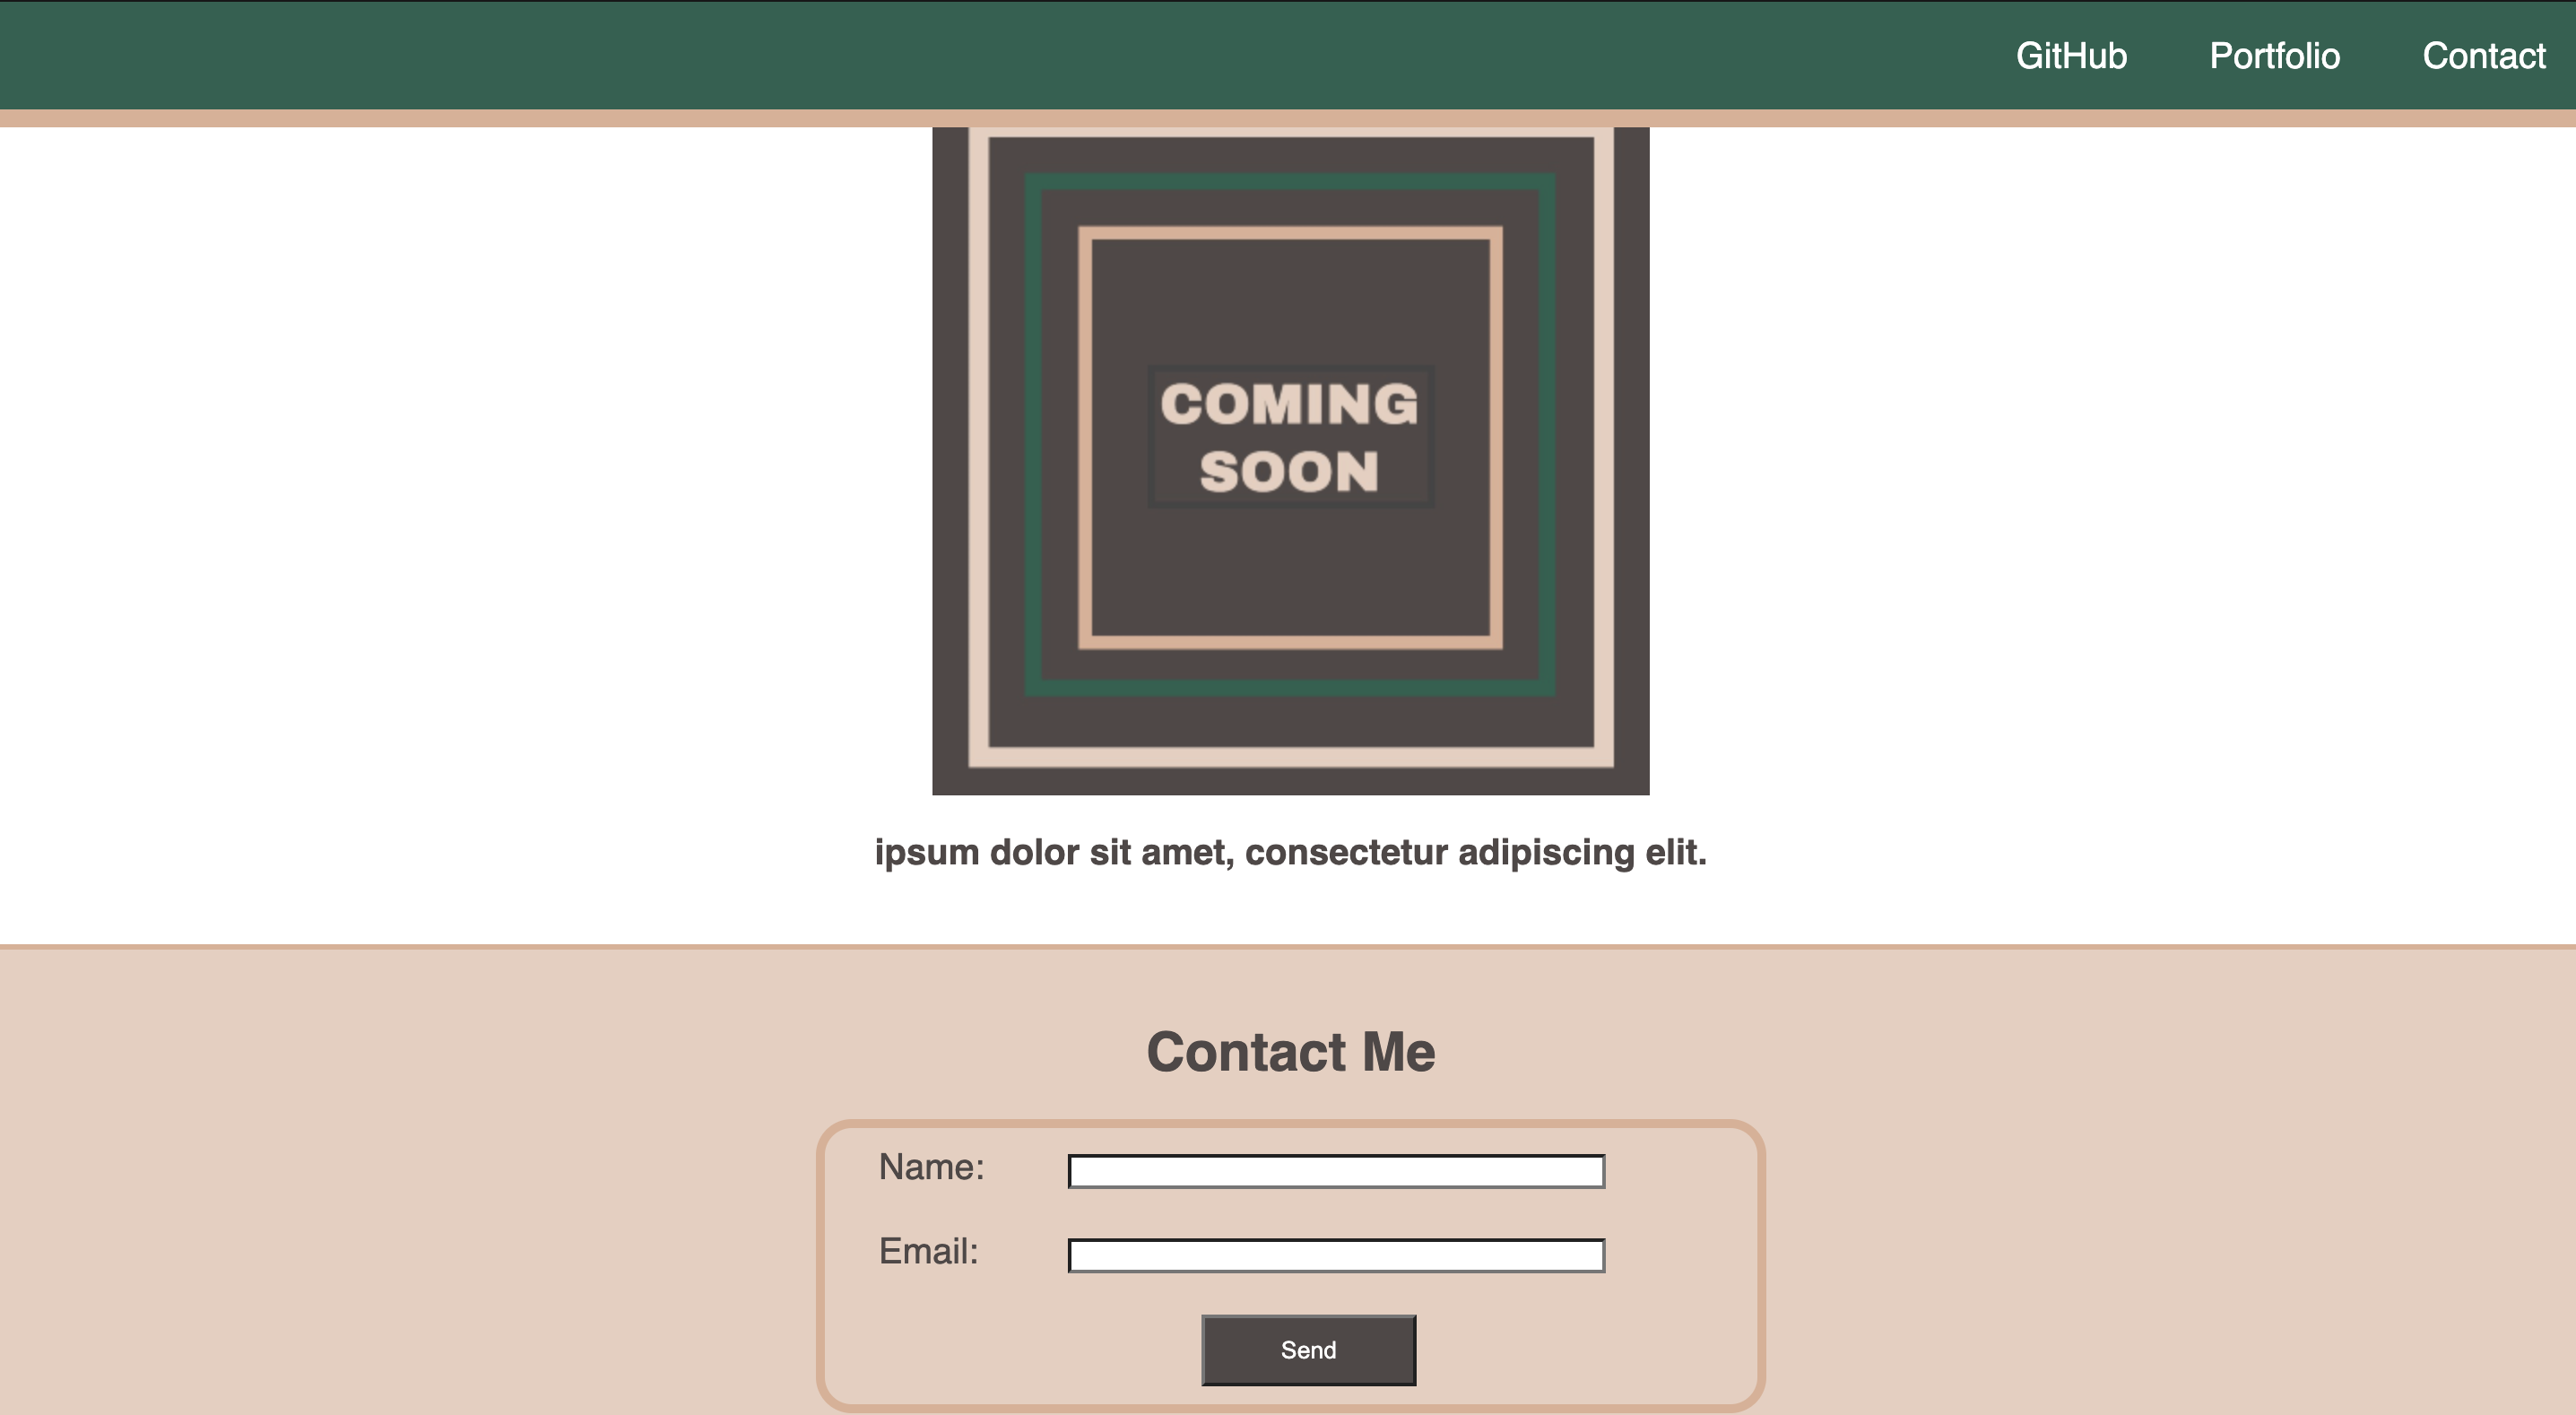 GitHub Portfolio Contact
COMING
SOON
ipsum dolor sit amet, consectetur adipiscing elit.
Contact Me
Name:
Email:
Send